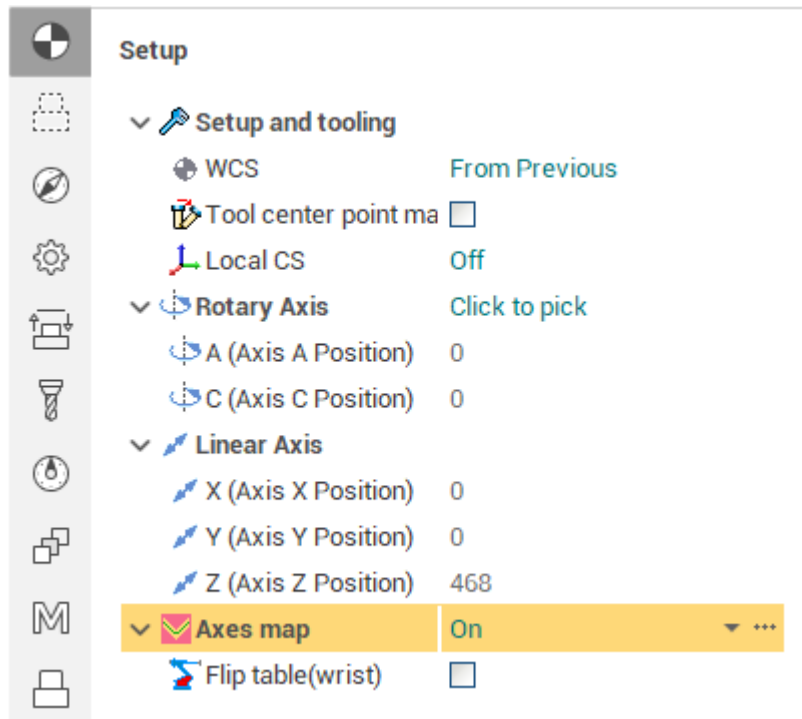 Setup
Setup and tooling
WCS From Previous
Tool center point ma
Local CS Off
Rotary Axis Click to pick
A (Axis A Position) 0
C (Axis C Position) 0
Linear Axis
X (Axis X Position) 0
Y (Axis Y Position) 0
Z (Axis Z Position) 468
Axes map On
Flip table(wrist)